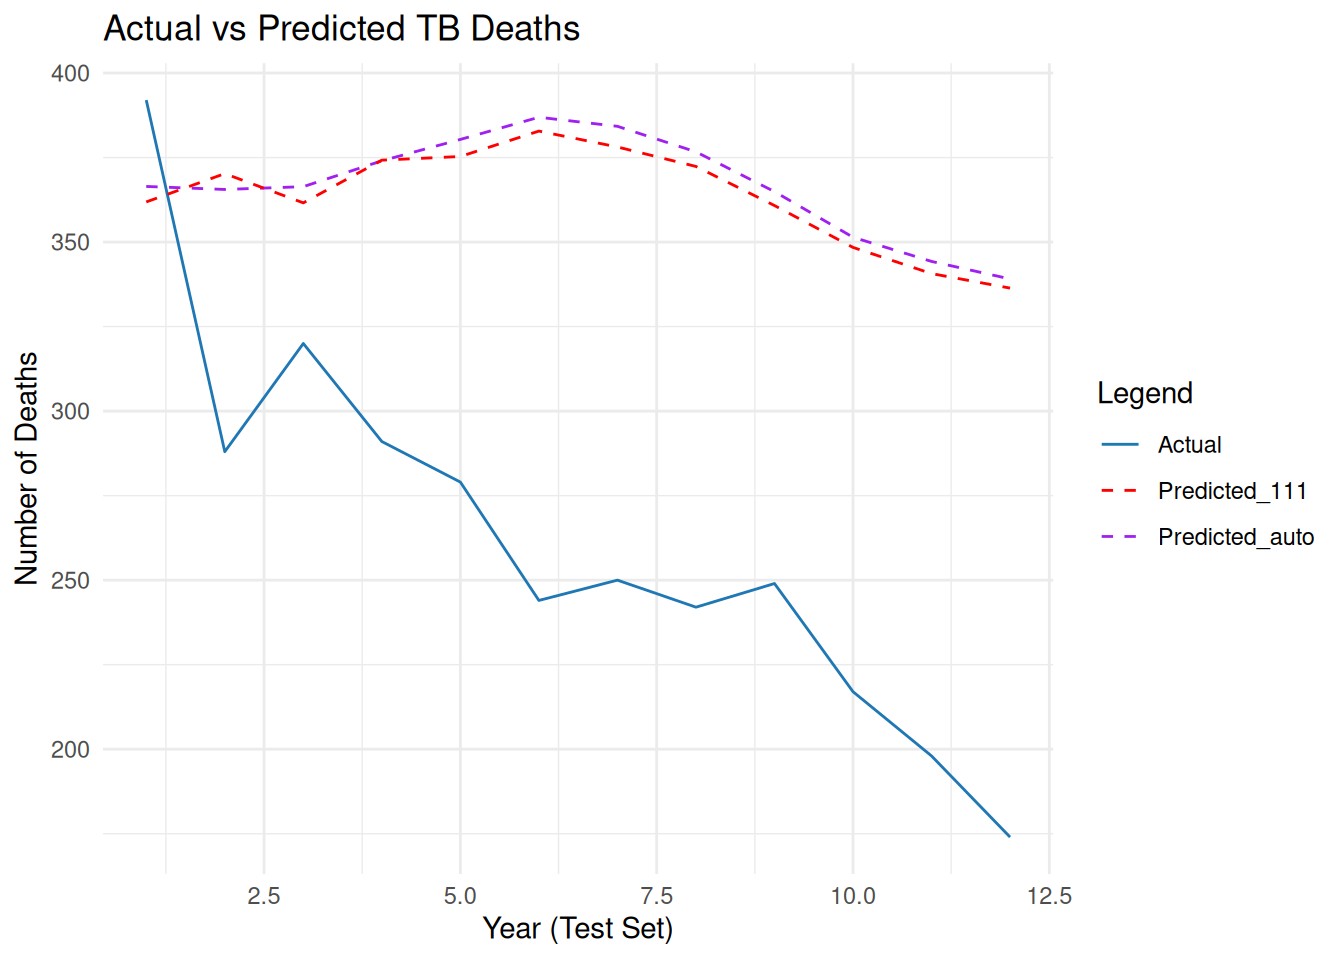 Actual vs Predicted TB Deaths
Number of Deaths
400
350
300
250
200
2.5 5.0 7.5 10.0 12.5
Year (Test Set)
Legend
Actual
Predicted_111
Predicted_auto